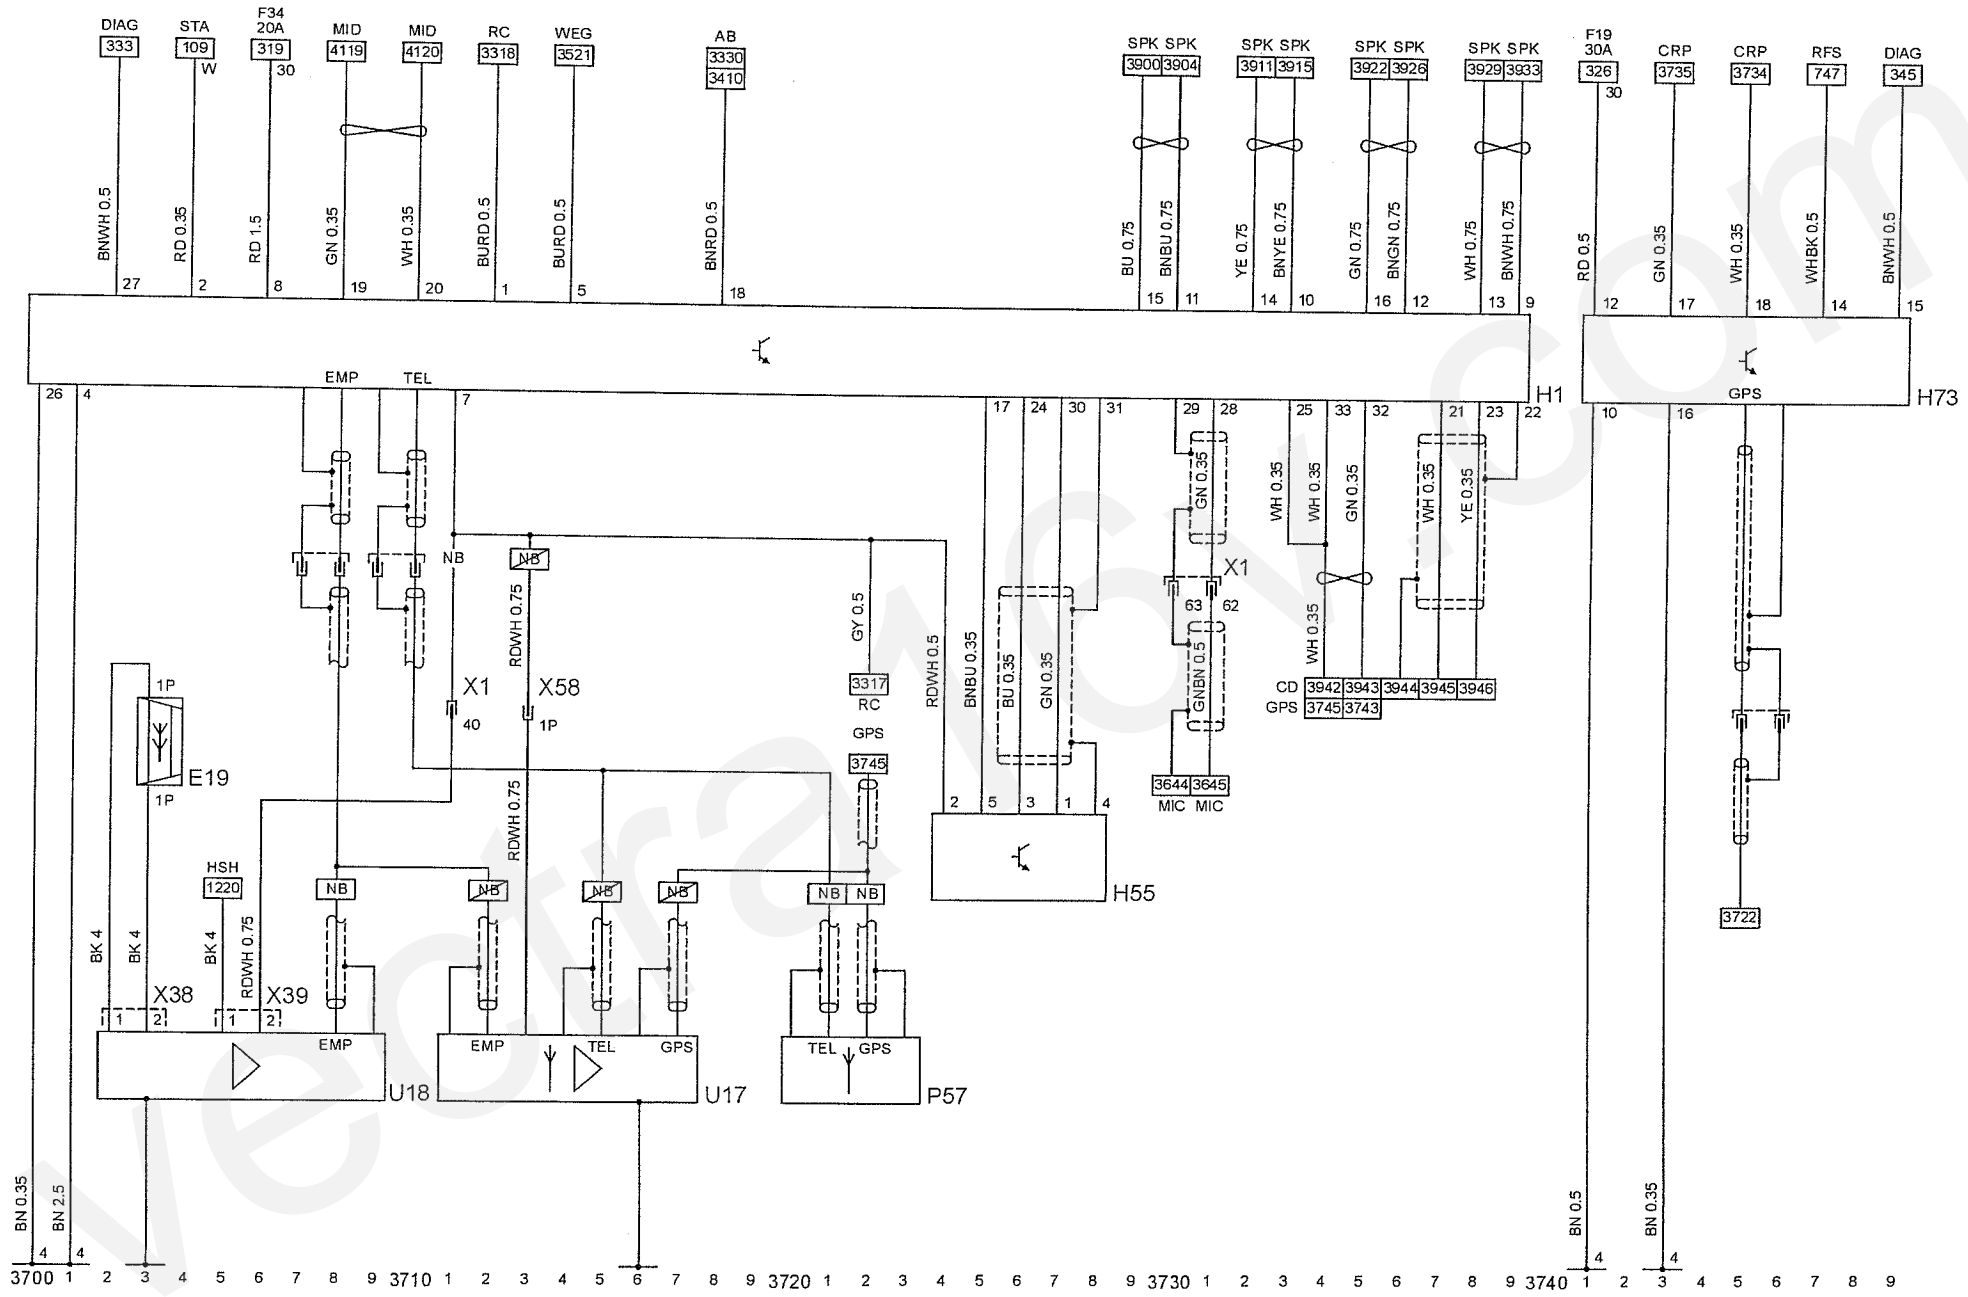 DIAG STA F34 MID MID RC WEG AB SPK SPK SPK SPK SPK SPK SPK SPK F19 CRP CRP RFS DIAG
20A 30A
333 109 319 4119 4120 3318 3521 3330 3900 3904 3911 3915 3922 3926 3929 3933 326 3735 3734 747 345
W 30 3410 30
BNWH 0.5 RD 0.35 RD 1.5 GN 0.35 WH 0.35 BURD 0.5 BURD 0.5 BNRD 0.5 BU 0.75 BNBU 0.75 YE 0.75 BNYE 0.75 GN 0.75 BNGN 0.75 WH 0.75 BNWH 0.75 RD 0.5 GN 0.35 WH 0.35 WHBK 0.5 BNWH 0.5
27 2 8 19 20 1 5 18 15 11 14 10 16 12 13 9 12 17 18 14 15
EMP TEL H1 GPS H73
26 4 7 17 24 30 31 29 28 25 33 32 21 23 22 10 16
GN 0.35 WH 0.35 WH 0.35 GN 0.35 WH 0.35 YE 0.35
NB NB X1
63 62
RDWH 0.75 GY 0.5 RDWH 0.5 BNBU 0.35 BU 0.35 GN 0.35 GNBN 0.5 WH 0.35
1P X1 X58 3317 CD 3942 3943 3944 3945 3946
40 1P RC GPS 3745 3743
GPS
E19 3745 3644 3645
1P RDWH 0.75 2 5 3 1 4 MIC MIC
HSH
1220 NB NB NB NB NB NB H55
3722
BK 4 BK 4 BK 4 RDWH 0.75
X38 X39
1 2 1 2
EMP EMP TEL GPS TEL GPS
U18 U17 P57
BN 0.35 BN 2.5 BN 0.5 BN 0.35
4 4 4 4
3700 1 2 3 4 5 6 7 8 9 3710 1 2 3 4 5 6 7 8 9 3720 1 2 3 4 5 6 7 8 9 3730 1 2 3 4 5 6 7 8 9 3740 1 2 3 4 5 6 7 8 9
vectra16v.com